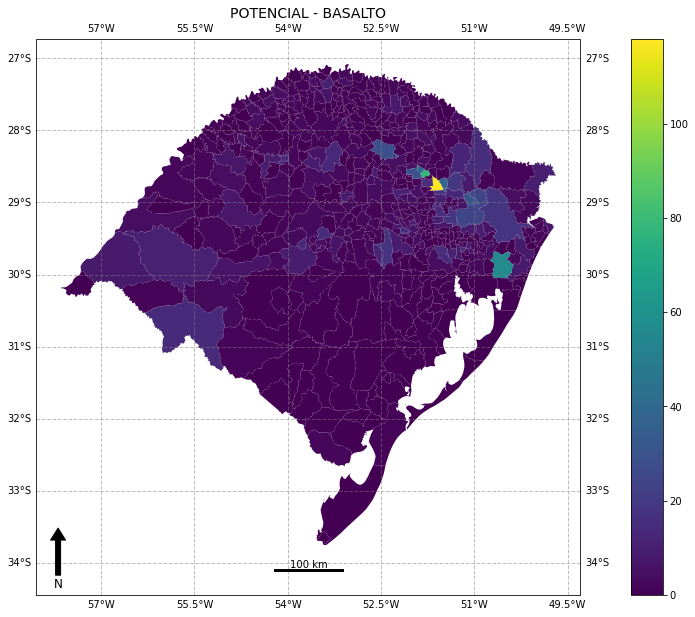 POTENCIAL - BASALTO
57°W 55.5°W 54°W 52.5°W 51°W 49.5°W
27°S 27°S
28°S 28°S
29°S 29°S
30°S 30°S
31°S 31°S
32°S 32°S
33°S 33°S
34°S 34°S
100 km
N
57°W 55.5°W 54°W 52.5°W 51°W 49.5°W
100
80
60
40
20
0